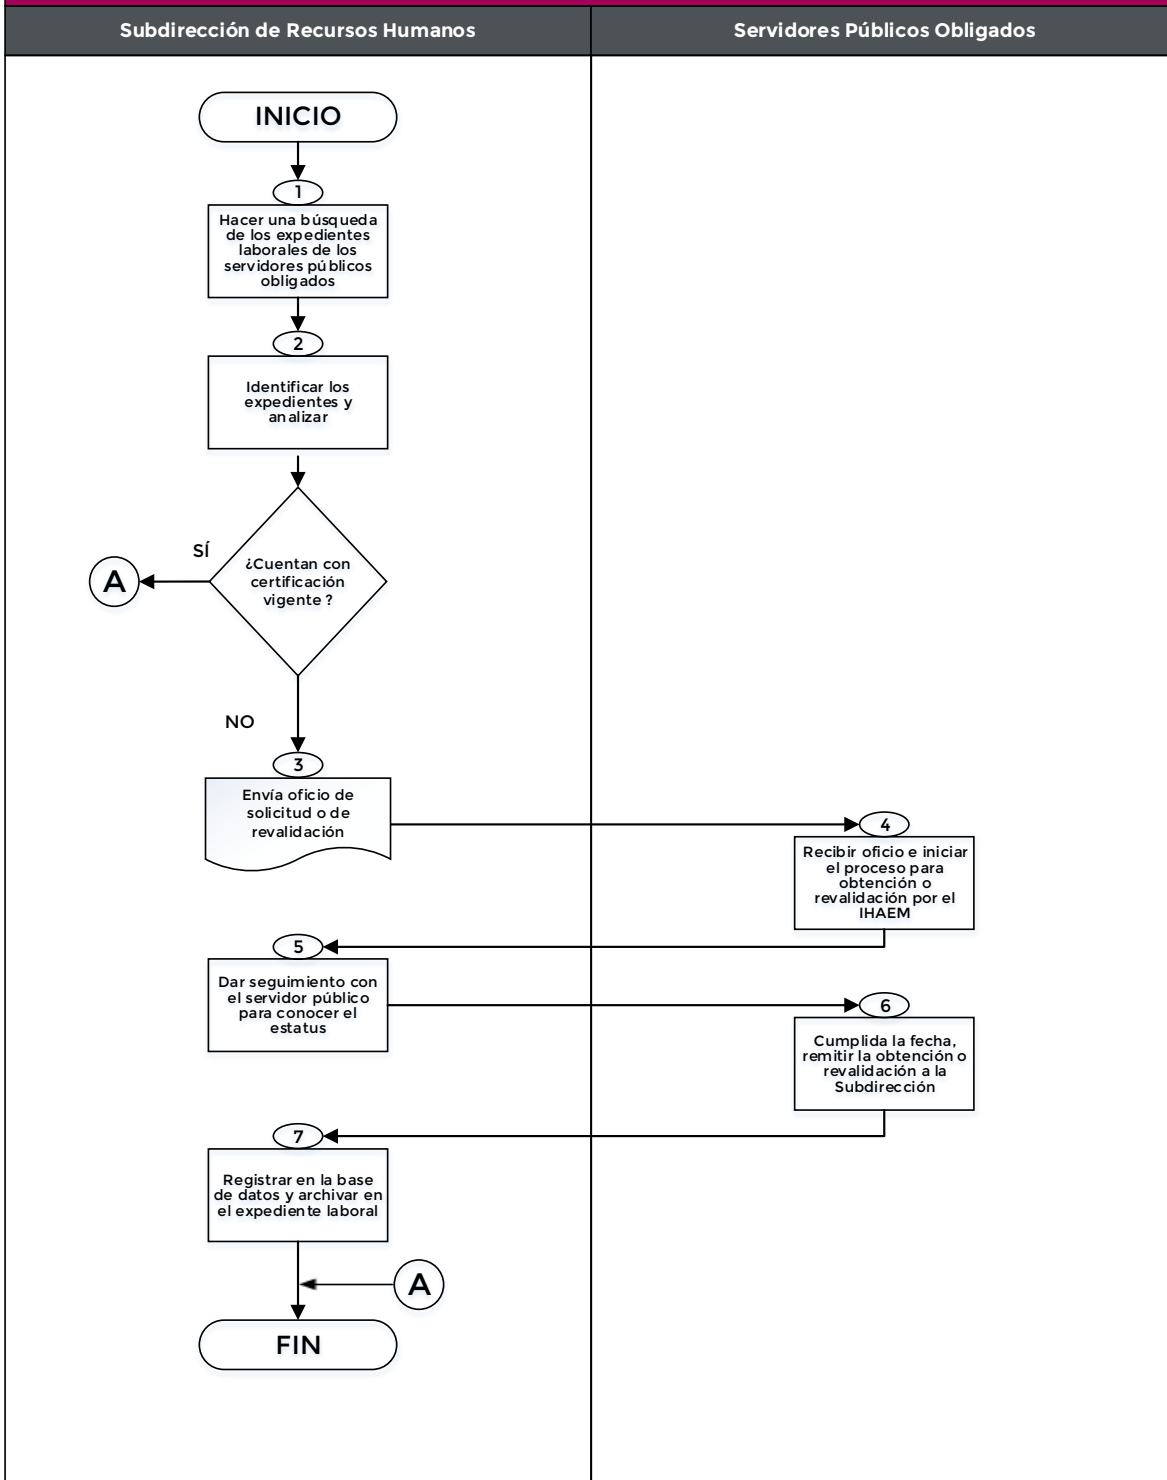 Subdirección de Recursos Humanos
Servidores Públicos Obligados
INICIO
1
Hacer una búsqueda
de los expedientes
laborales de los
servidores públicos
obligados
2
Identificar los
expedientes y
analizar
SÍ
A
¿Cuentan con
certificación
vigente ?
NO
3
Envía oficio de
solicitud o de
revalidación
4
Recibir oficio e iniciar
el proceso para
obtención o
revalidación por el
IHAEM
5
Dar seguimiento con
el servidor público
para conocer el
estatus
6
Cumplida la fecha,
remitir la obtención o
revalidación a la
Subdirección
7
Registrar en la base
de datos y archivar en
el expediente laboral
A
FIN